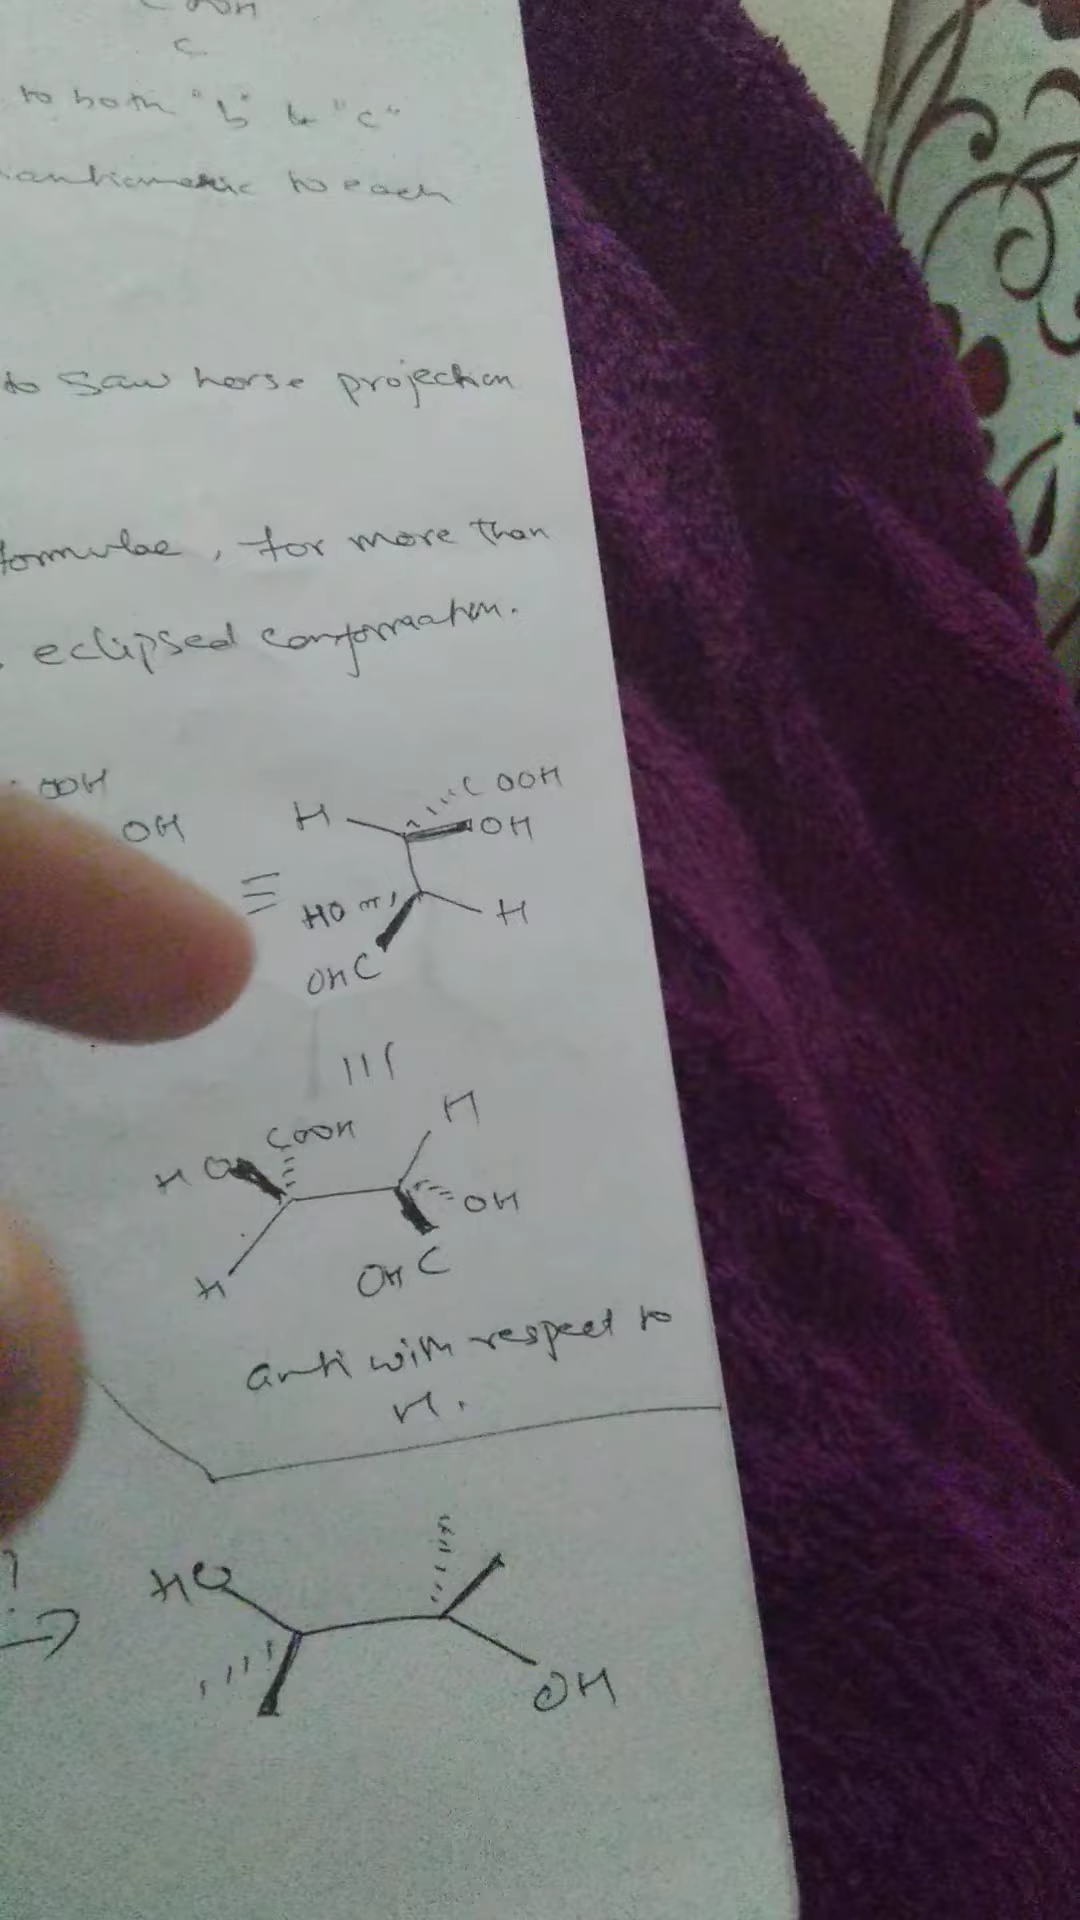 COOH
c
to both "b" & "c"
to each
to saw horse projection
formulae, for more than
eclipsed conformation.
OOH
OH
H COOH
OH
≡
HO H
OHC
|||
H
COOH
HO
OH
H OHC
anti with respect to
H.
HO
→
OH